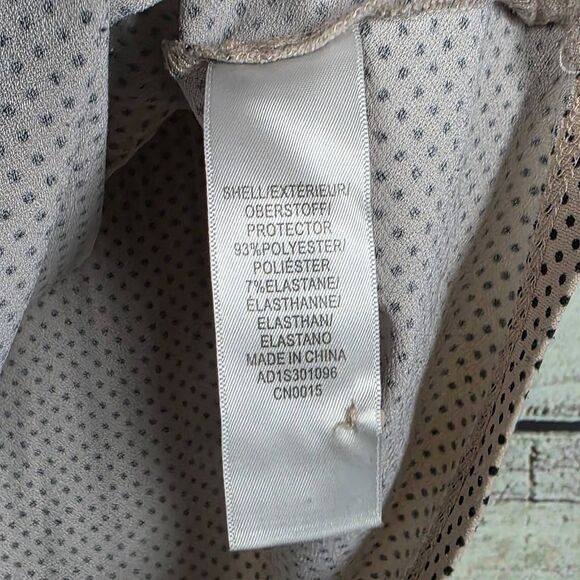 SHELL/EXTÉRIEUR/
OBERSTOFF/
PROTECTOR
93%POLYESTER/
POLIÉSTER
7%ELASTANE/
ÉLASTHANNE/
ELASTHAN/
ELASTANO
MADE IN CHINA
AD1S301096
CN0015